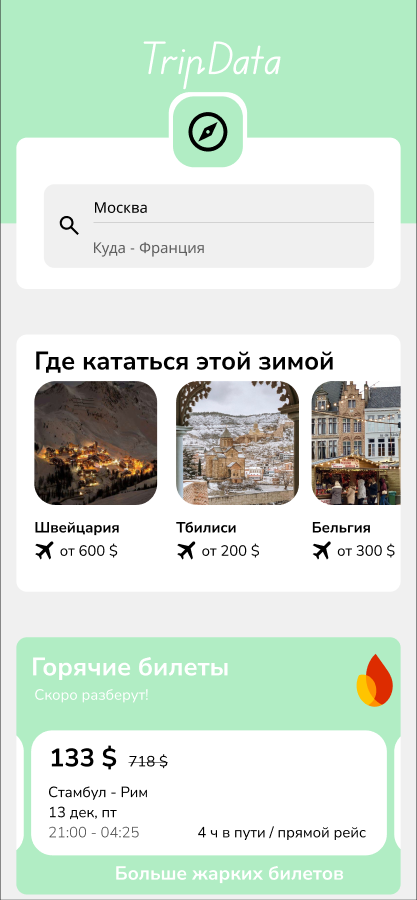 TripData
Москва
Куда - Франция
Где кататься этой зимой
Швейцария
от 600 $
Тбилиси
от 200 $
Бельгия
от 300 $
Горячие билеты
Скоро разберут!
133 $ 718 $
Стамбул - Рим
13 дек, пт
21:00 - 04:25
4 ч в пути / прямой рейс
Больше жарких билетов